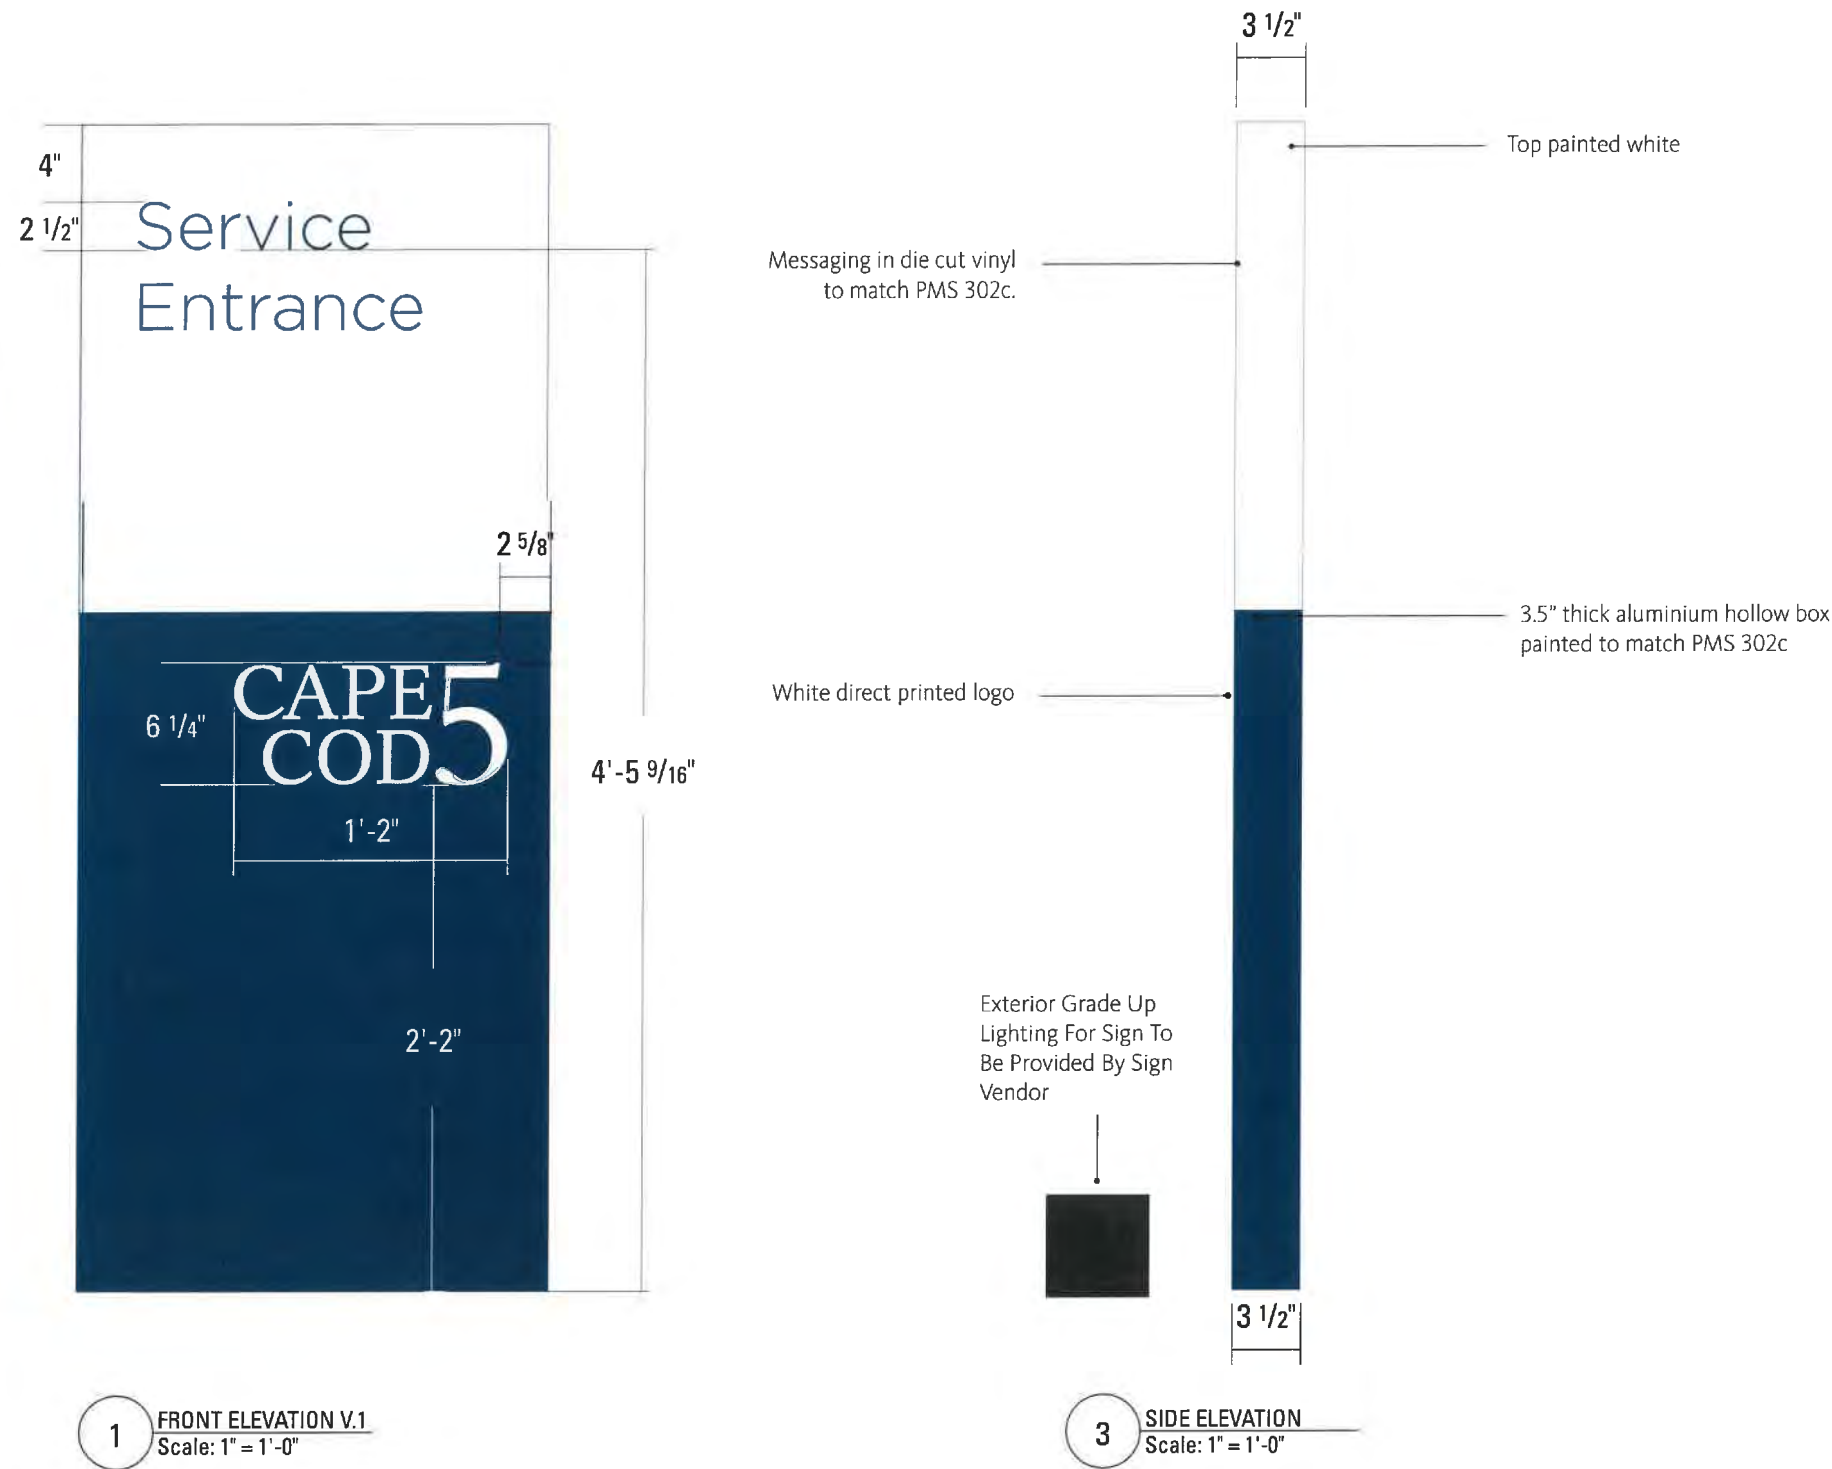 3 1/2"
4"
2 1/2"
Service
Entrance
2 5/8"
CAPE
COD
5
6 1/4"
1'-2"
2'-2"
4'-5 9/16"
Top painted white
Messaging in die cut vinyl
to match PMS 302c.
3.5" thick aluminium hollow box
painted to match PMS 302c
White direct printed logo
Exterior Grade Up
Lighting For Sign To
Be Provided By Sign
Vendor
3 1/2"
1
FRONT ELEVATION V.1
Scale: 1" = 1'-0"
3
SIDE ELEVATION
Scale: 1" = 1'-0"